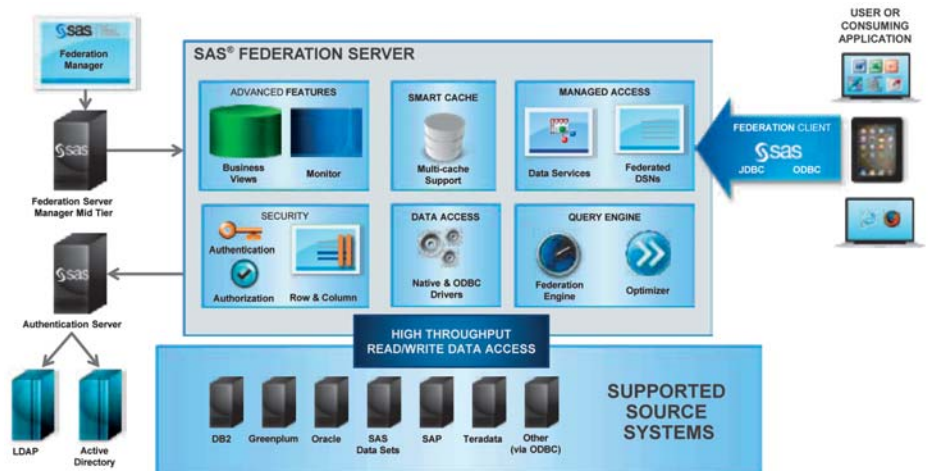 sas
Federation
Manager
sas
Federation Server
Manager Mid Tier
sas
Authentication Server
LDAP
Active
Directory
SAS® FEDERATION SERVER
ADVANCED FEATURES
Business
Views
Monitor
SMART CACHE
Multi-cache
Support
MANAGED ACCESS
Data Services
Federated
DSNs
SECURITY
Authentication
Authorization
Row & Column
DATA ACCESS
Native & ODBC
Drivers
QUERY ENGINE
Federation
Engine
Optimizer
HIGH THROUGHPUT
READ/WRITE DATA ACCESS
DB2
Greenplum
Oracle
SAS
Data Sets
SAP
Teradata
Other
(via ODBC)
SUPPORTED
SOURCE
SYSTEMS
USER OR
CONSUMING
APPLICATION
FEDERATION CLIENT
sas
JDBC
ODBC